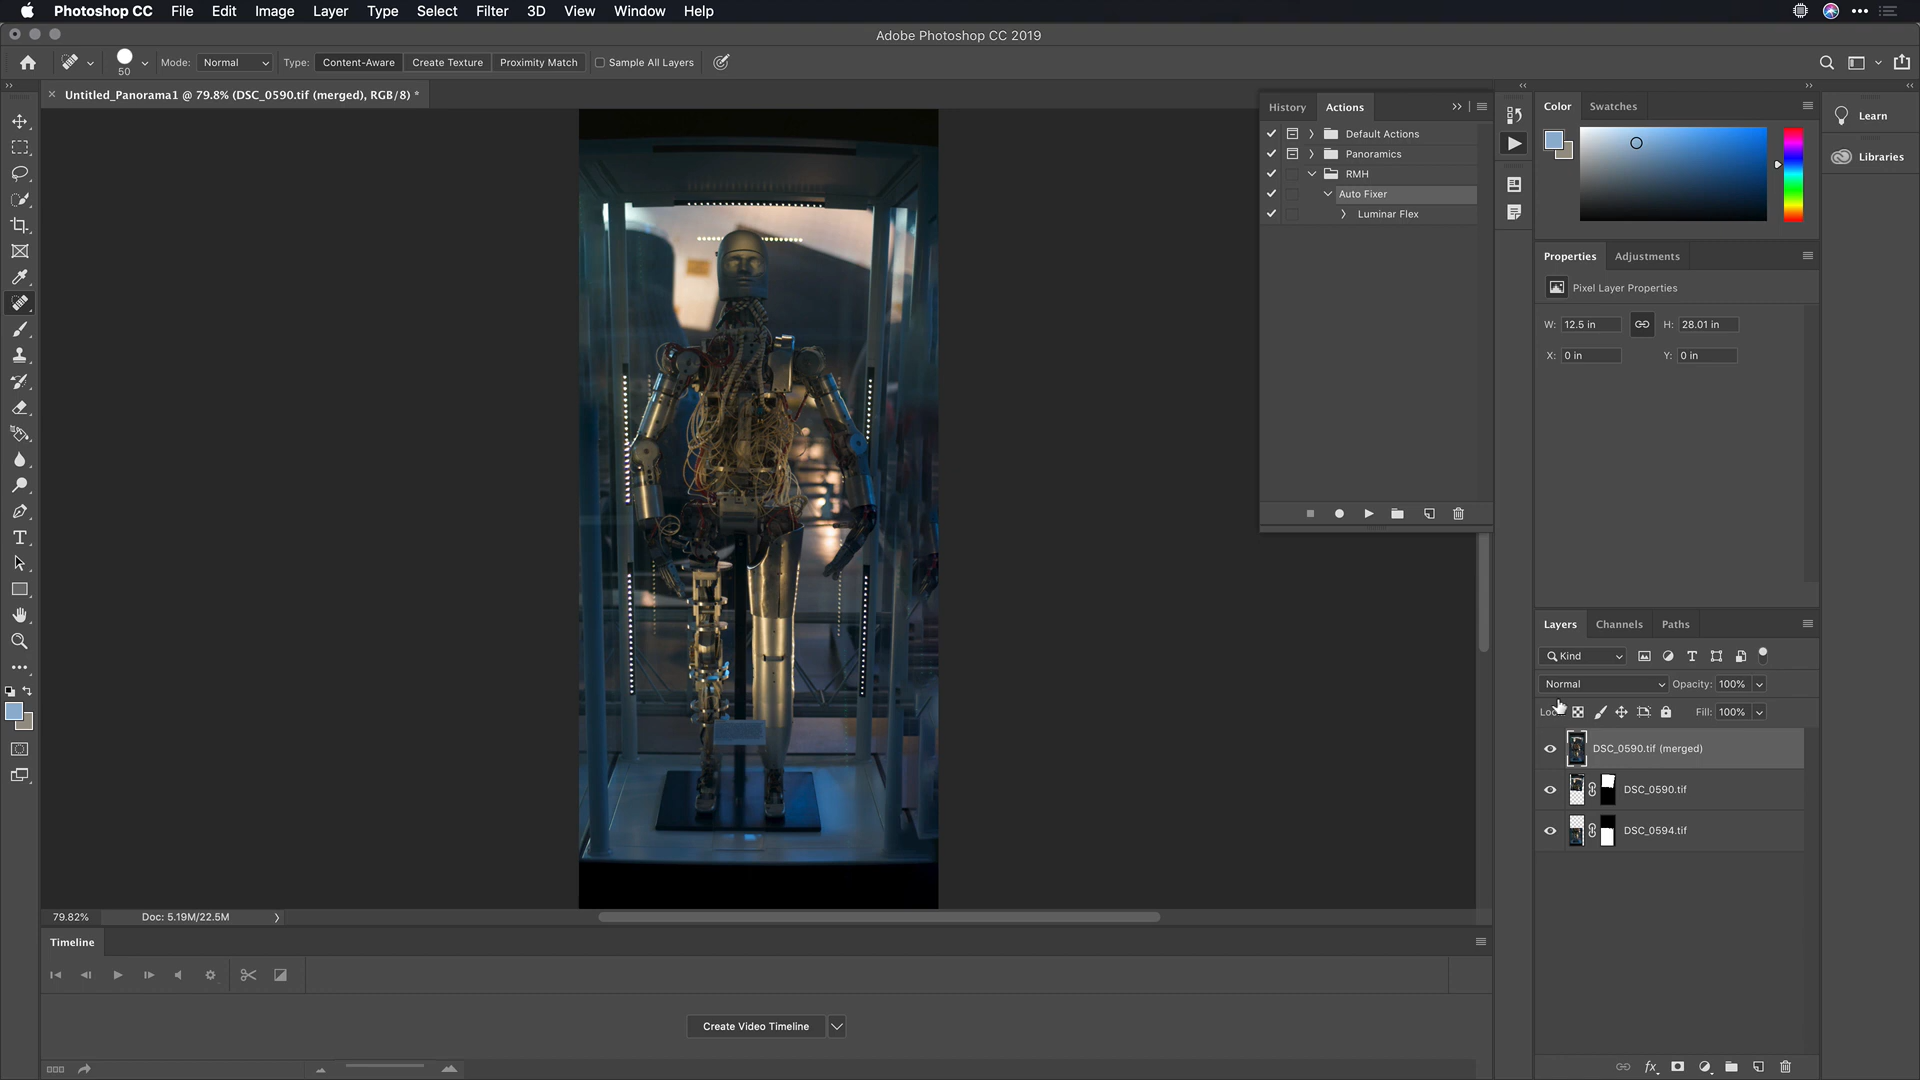 Photoshop CC File Edit Image Layer Type Select Filter 3D View Window Help
Adobe Photoshop CC 2019
50 Mode: Normal Type: Content-Aware Create Texture Proximity Match Sample All Layers
Untitled_Panorama1 @ 79.8% (DSC_0590.tif (merged), RGB/8) *
History Actions
Default Actions
Panoramics
RMH
Auto Fixer
Luminar Flex
Color Swatches
Learn
Libraries
Properties Adjustments
Pixel Layer Properties
W: 12.5 in H: 28.01 in
X: 0 in Y: 0 in
Layers Channels Paths
Kind
Normal Opacity: 100%
Fill: 100%
DSC_0590.tif (merged)
DSC_0590.tif
DSC_0594.tif
79.82% Doc: 5.19M/22.5M
Timeline
Create Video Timeline